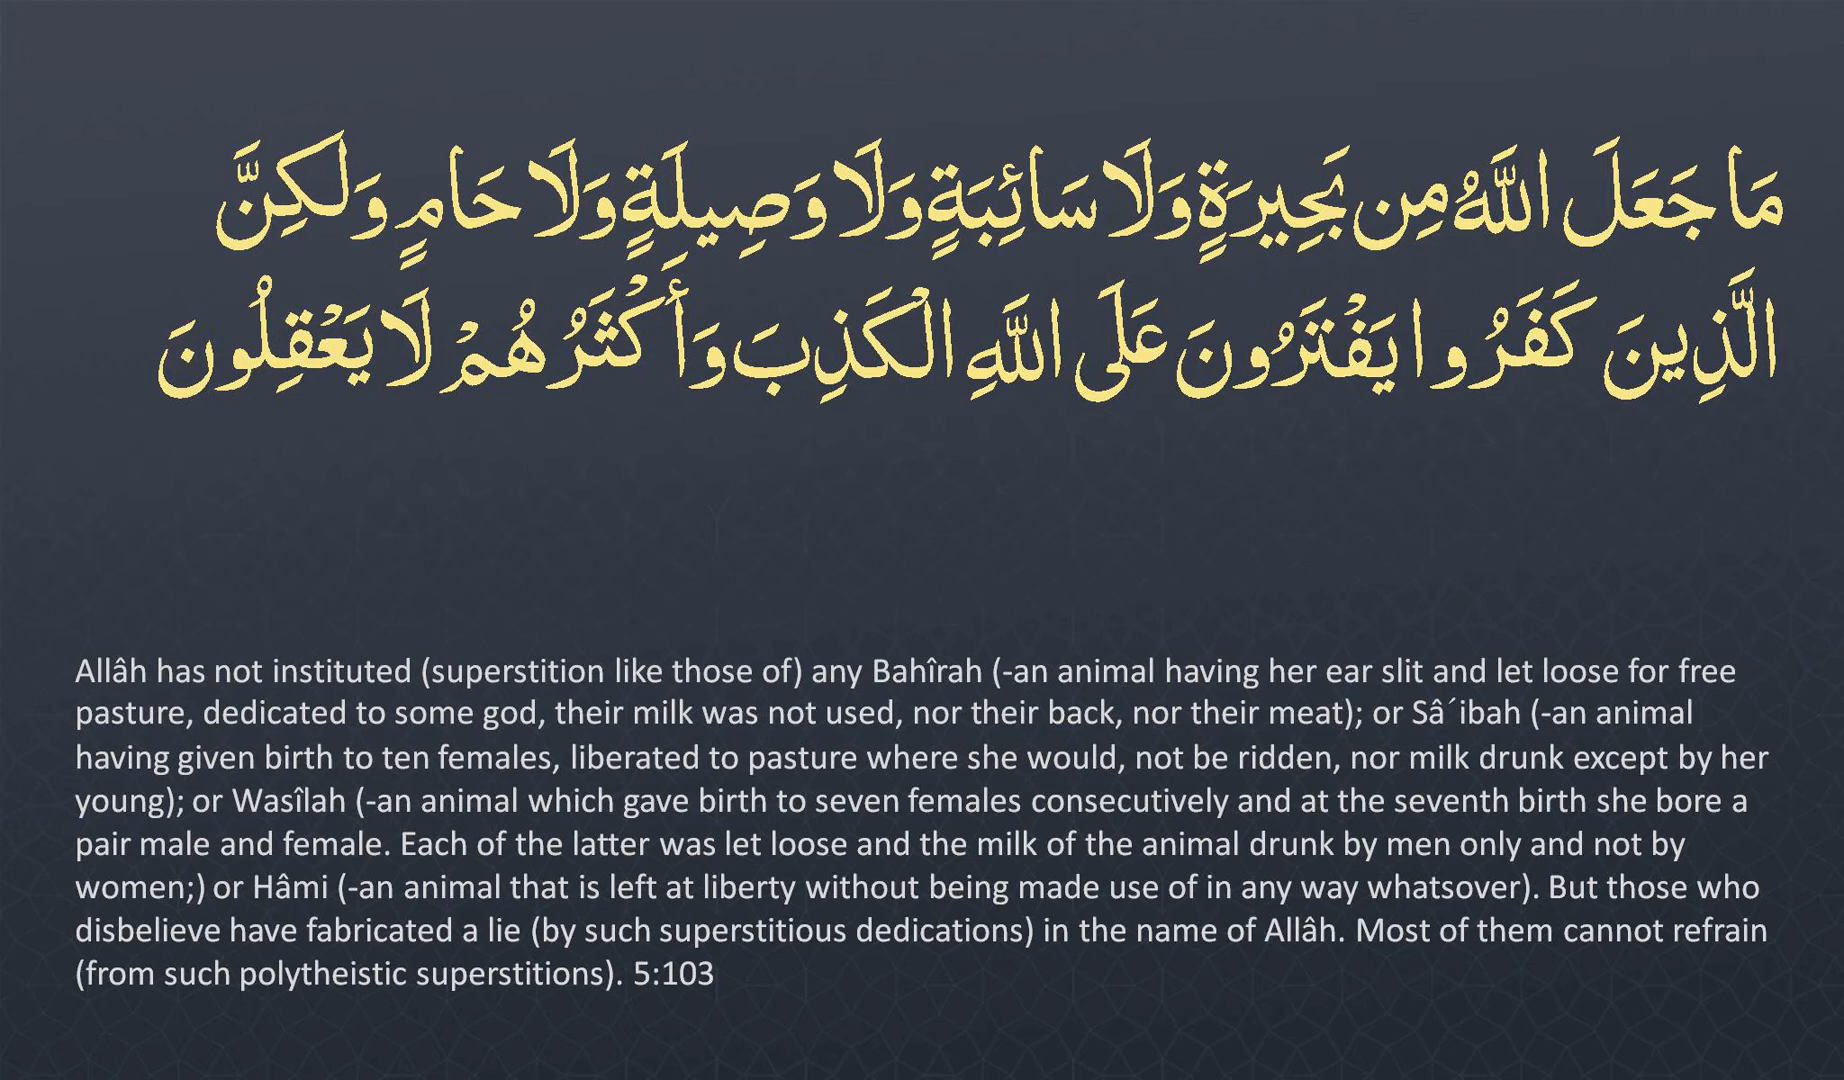 مَا جَعَلَ اللَّهُ مِن بَحِيرَةٍ وَلَا سَائِبَةٍ وَلَا وَصِيلَةٍ وَلَا حَامٍ وَلَكِنَّ
الَّذِينَ كَفَرُوا يَفْتَرُونَ عَلَى اللَّهِ الْكَذِبَ وَأَكْثَرُهُمْ لَا يَعْقِلُونَ
Allâh has not instituted (superstition like those of) any Bahîrah (-an animal having her ear slit and let loose for free
pasture, dedicated to some god, their milk was not used, nor their back, nor their meat); or Sâ´ibah (-an animal
having given birth to ten females, liberated to pasture where she would, not be ridden, nor milk drunk except by her
young); or Wasîlah (-an animal which gave birth to seven females consecutively and at the seventh birth she bore a
pair male and female. Each of the latter was let loose and the milk of the animal drunk by men only and not by
women;) or Hâmi (-an animal that is left at liberty without being made use of in any way whatsover). But those who
disbelieve have fabricated a lie (by such superstitious dedications) in the name of Allâh. Most of them cannot refrain
(from such polytheistic superstitions). 5:103